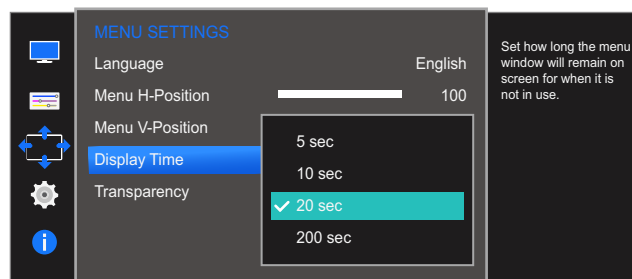 MENU SETTINGS
Language English
Menu H-Position 100
Menu V-Position
Display Time
Transparency
5 sec
10 sec
20 sec
200 sec
Set how long the menu
window will remain on
screen for when it is
not in use.